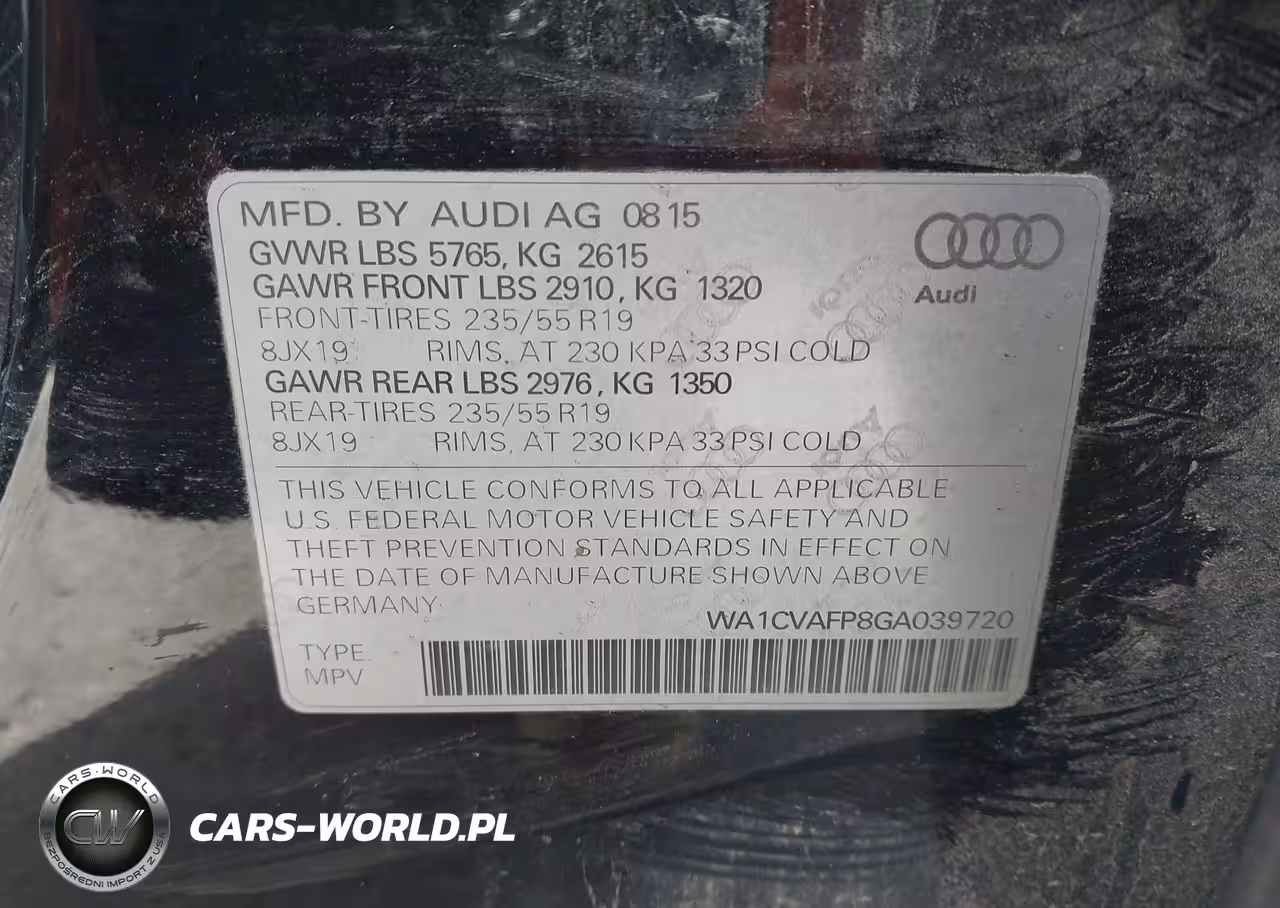 MFD. BY AUDI AG 08 15
GVWR LBS 5765, KG 2615
GAWR FRONT LBS 2910, KG 1320
FRONT-TIRES 235/55 R19
8JX19 RIMS, AT 230 KPA 33 PSI COLD
GAWR REAR LBS 2976, KG 1350
REAR-TIRES 235/55 R19
8JX19 RIMS, AT 230 KPA 33 PSI COLD
Audi
THIS VEHICLE CONFORMS TO ALL APPLICABLE
U.S. FEDERAL MOTOR VEHICLE SAFETY AND
THEFT PREVENTION STANDARDS IN EFFECT ON
THE DATE OF MANUFACTURE SHOWN ABOVE
GERMANY
WA1CVAFP8GA039720
TYPE
MPV
CARS-WORLD
CW
BEZPOŚREDNI IMPORT Z USA
CARS-WORLD.PL